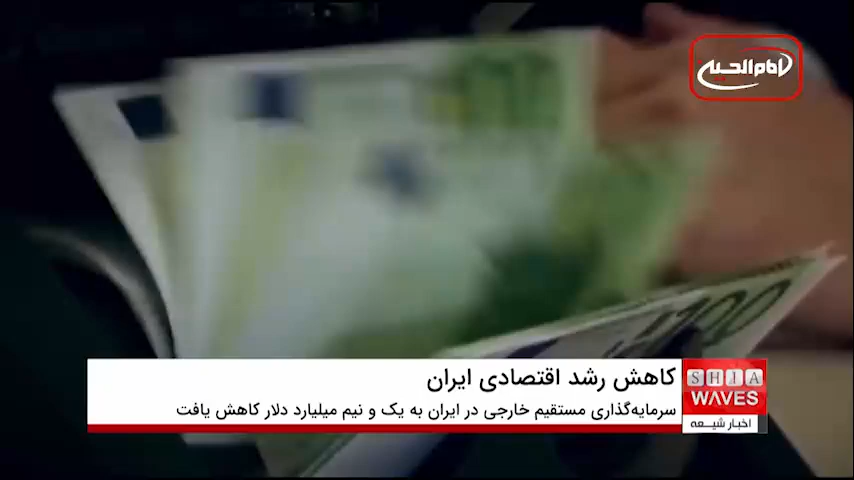 امام الحسین
100
کاهش رشد اقتصادی ایران
سرمایه‌گذاری مستقیم خارجی در ایران به یک و نیم میلیارد دلار کاهش یافت
SHIA
WAVES
اخبار شیعه